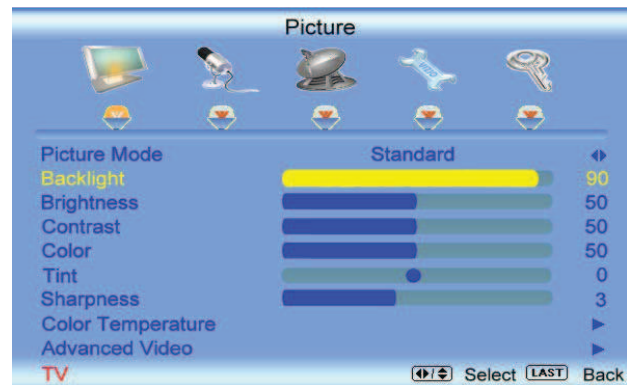 Picture
Picture Mode Standard
Backlight 90
Brightness 50
Contrast 50
Color 50
Tint 0
Sharpness 3
Color Temperature
Advanced Video
TV Select LAST Back